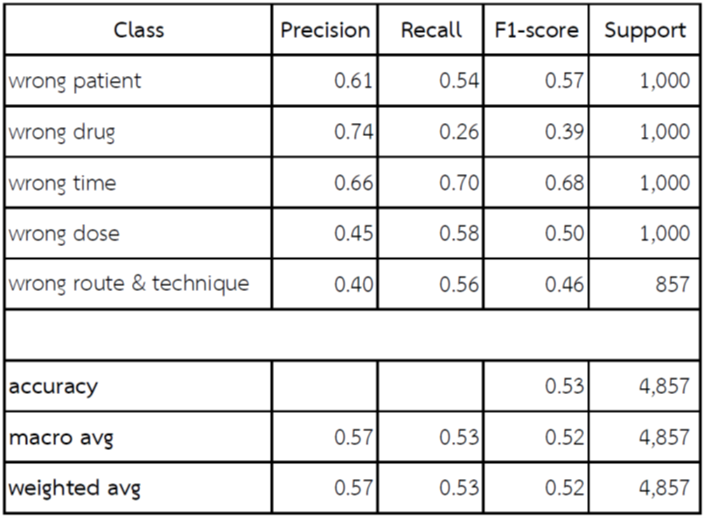 Class Precision Recall F1-score Support
wrong patient 0.61 0.54 0.57 1,000
wrong drug 0.74 0.26 0.39 1,000
wrong time 0.66 0.70 0.68 1,000
wrong dose 0.45 0.58 0.50 1,000
wrong route & technique 0.40 0.56 0.46 857
accuracy 0.53 4,857
macro avg 0.57 0.53 0.52 4,857
weighted avg 0.57 0.53 0.52 4,857